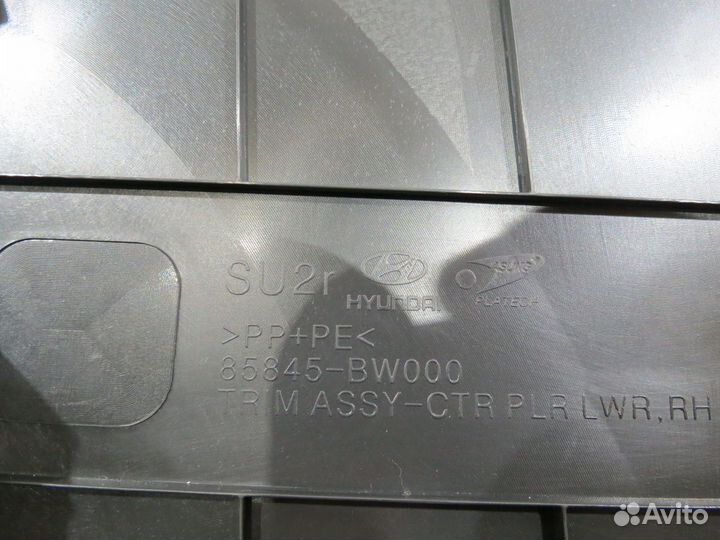 SU2r HYUNDAI PLATECH
>PP+PE<
85845-BW000
TRIM ASSY-CTR PLR LWR, RH
Avito